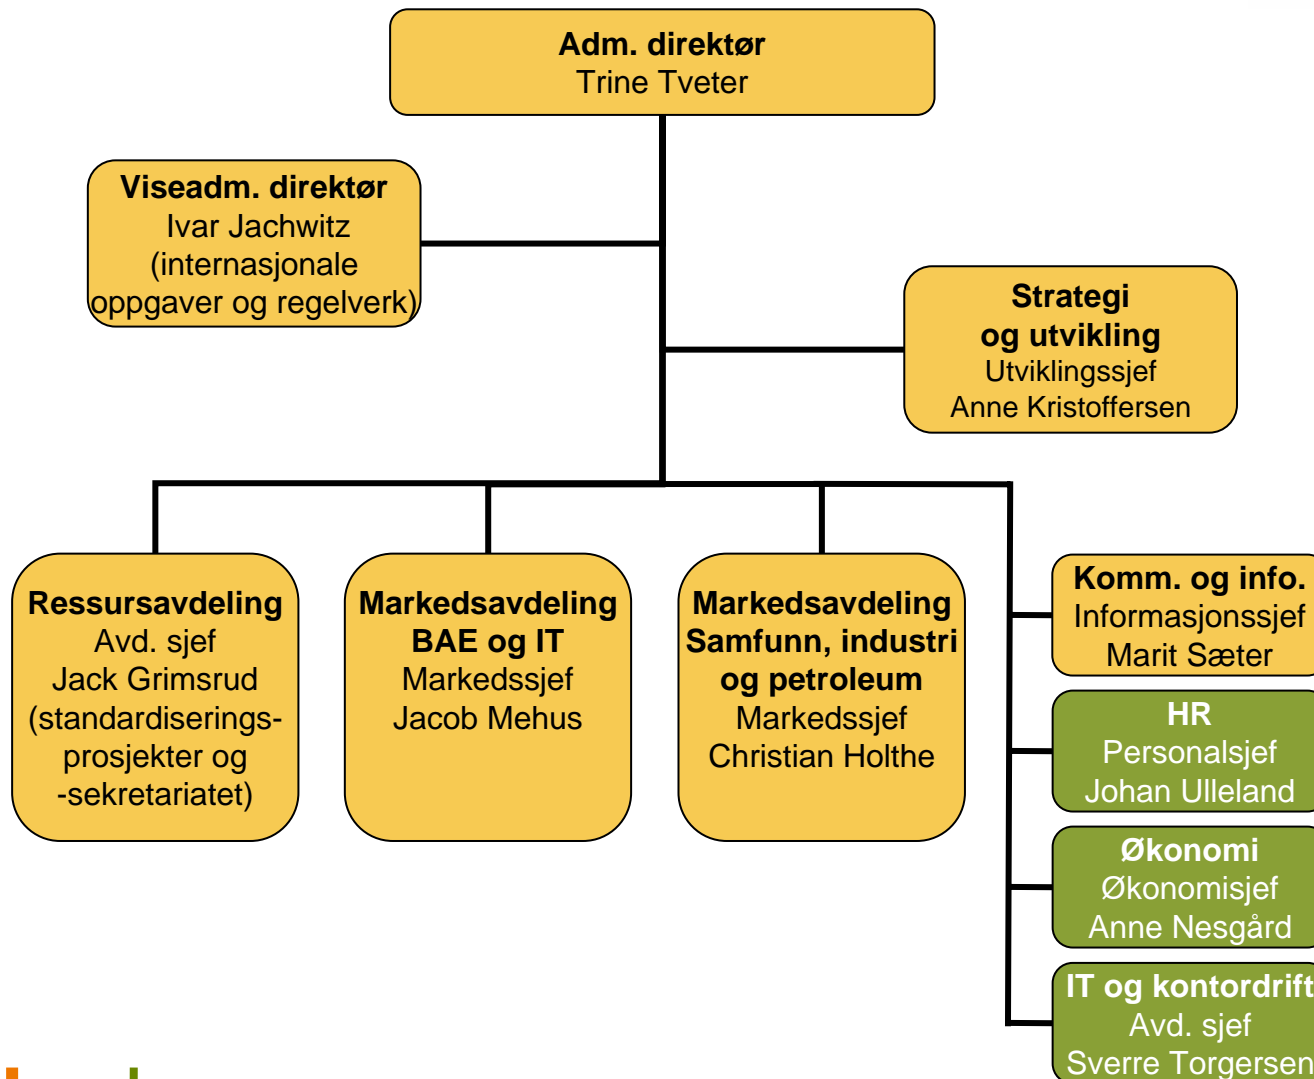 Adm. direktør
Trine Tveter
Viseadm. direktør
Ivar Jachwitz
(internasjonale
oppgaver og regelverk)
Strategi
og utvikling
Utviklingssjef
Anne Kristoffersen
Ressursavdeling
Avd. sjef
Jack Grimsrud
(standardiserings-
prosjekter og
-sekretariatet)
Markedsavdeling
BAE og IT
Markedssjef
Jacob Mehus
Markedsavdeling
Samfunn, industri
og petroleum
Markedssjef
Christian Holthe
Komm. og info.
Informasjonssjef
Marit Sæter
HR
Personalsjef
Johan Ulleland
Økonomi
Økonomisjef
Anne Nesgård
IT og kontordrift
Avd. sjef
Sverre Torgersen